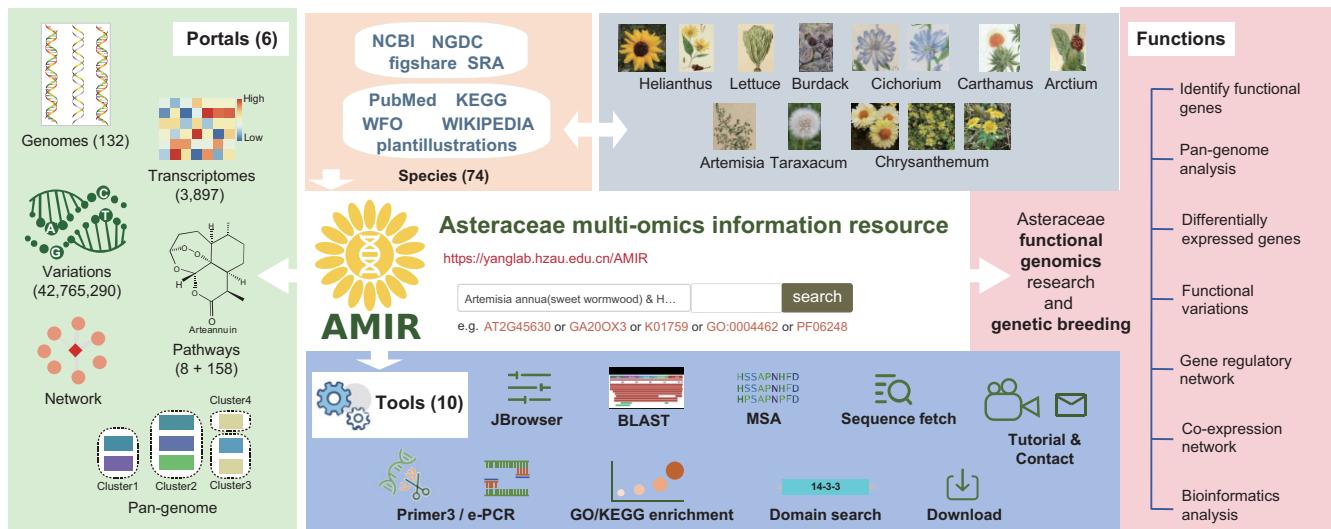 Portals (6)
Genomes (132)
High
Low
Transcriptomes
(3,897)
C
T
A
G
Variations
(42,765,290)
H
O
O
O
H
O
H
O
Arteannuin
Pathways
(8 + 158)
Network
Cluster4
Cluster1
Cluster2
Cluster3
Pan-genome
NCBI NGDC
figshare SRA
PubMed KEGG
WFO WIKIPEDIA
plantillustrations
Species (74)
Helianthus
Lettuce
Burdack
Cichorium
Carthamus
Arctium
Artemisia
Taraxacum
Chrysanthemum
AMIR
Asteraceae multi-omics information resource
https://yanglab.hzau.edu.cn/AMIR
Artemisia annua(sweet wormwood) & H…
search
e.g. AT2G45630 or GA20OX3 or K01759 or GO:0004462 or PF06248
Asteraceae
functional
genomics
research
and
genetic breeding
Tools (10)
JBrowser
BLAST
HSSAPNHFD
HSSAPNHFD
HPSAPNPFD
MSA
Sequence fetch
Tutorial &
Contact
Primer3 / e-PCR
GO/KEGG enrichment
14-3-3
Domain search
Download
Functions
Identify functional
genes
Pan-genome
analysis
Differentially
expressed genes
Functional
variations
Gene regulatory
network
Co-expression
network
Bioinformatics
analysis